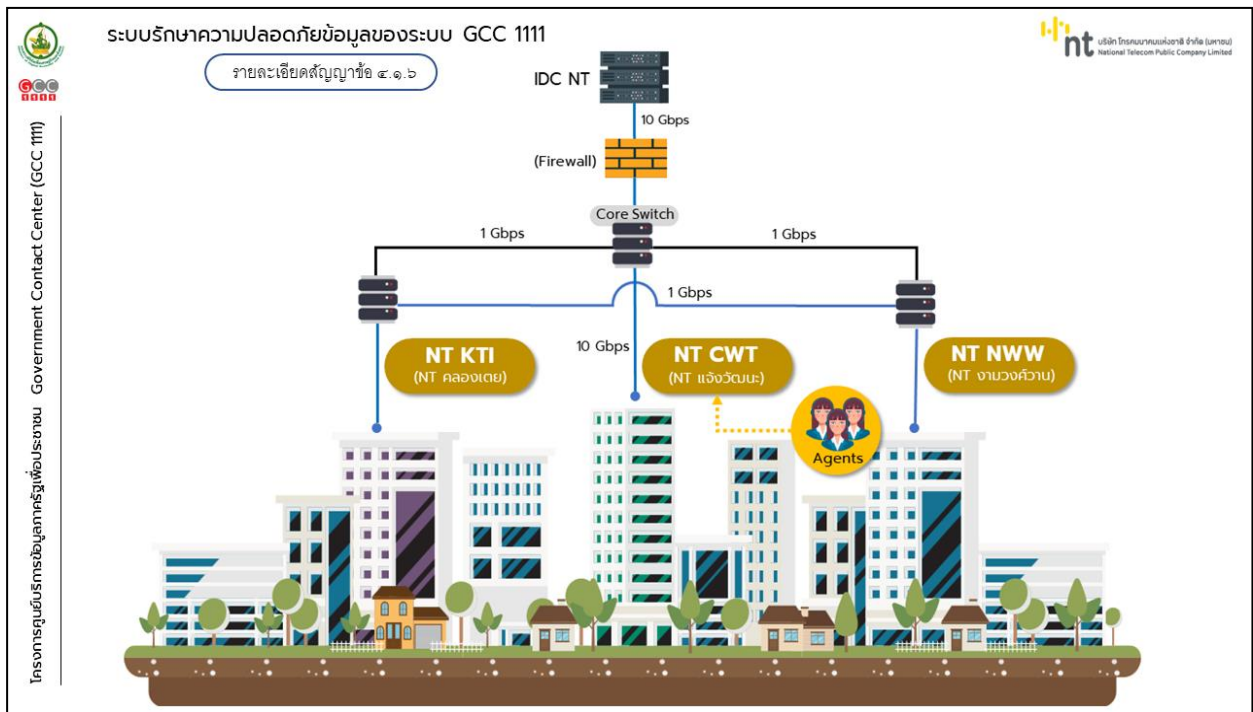 ระบบรักษาความปลอดภัยข้อมูลของระบบ GCC 1111
รายละเอียดสัญญาข้อ ๔.๑.๖
nt
บริษัท โทรคมนาคมแห่งชาติ จำกัด (มหาชน)
National Telecom Public Company Limited
GCC
1111
โครงการศูนย์บริการข้อมูลภาครัฐเพื่อประชาชน Government Contact Center (GCC 1111)
IDC NT
10 Gbps
(Firewall)
Core Switch
1 Gbps
1 Gbps
1 Gbps
10 Gbps
NT KTI
(NT คลองเตย)
NT CWT
(NT แจ้งวัฒนะ)
NT NWW
(NT งามวงศ์วาน)
Agents